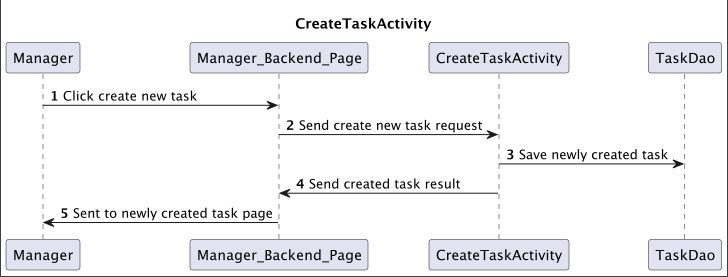 CreateTaskActivity
Manager Manager_Backend_Page CreateTaskActivity TaskDao
1 Click create new task
2 Send create new task request
3 Save newly created task
4 Send created task result
5 Sent to newly created task page
Manager Manager_Backend_Page CreateTaskActivity TaskDao